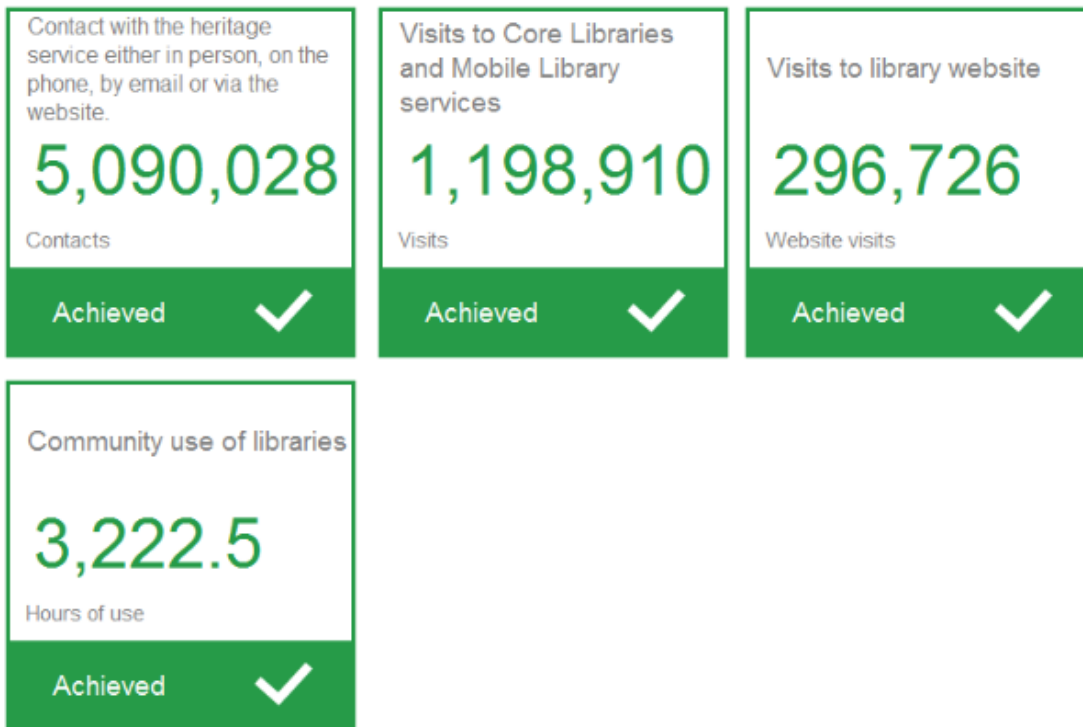 Contact with the heritage
service either in person, on the
phone, by email or via the
website.
5,090,028
Contacts
Achieved
Visits to Core Libraries
and Mobile Library
services
1,198,910
Visits
Achieved
Visits to library website
296,726
Website visits
Achieved
Community use of libraries
3,222.5
Hours of use
Achieved